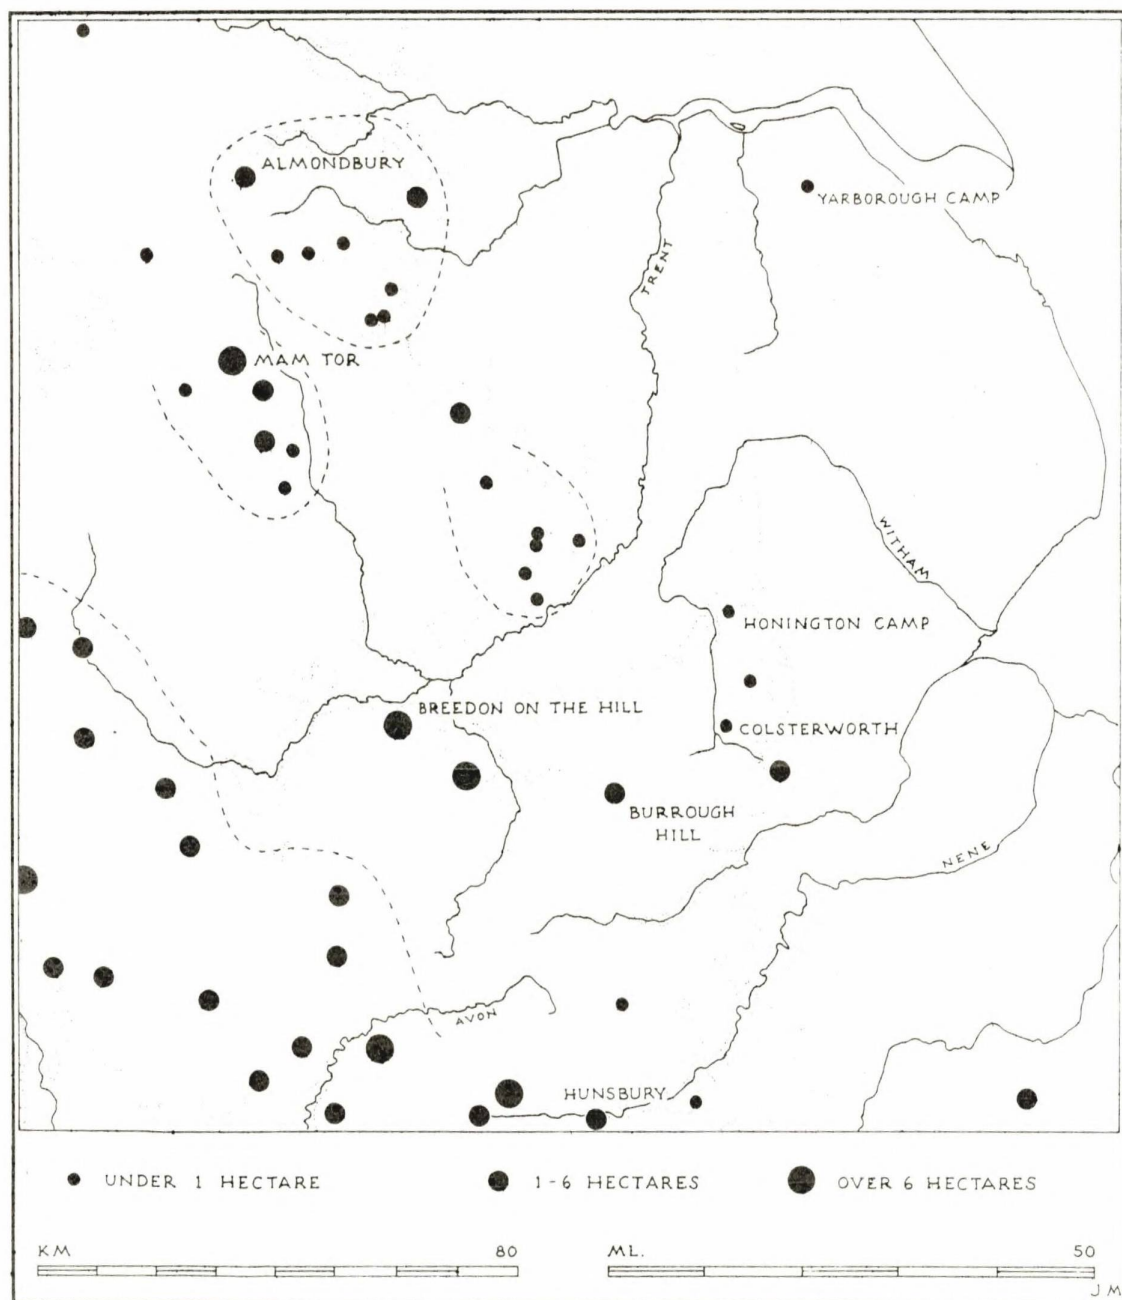 ALMONDBURY
YARBOROUGH CAMP
TRENT
MAM TOR
WITHAM
HONINGTON CAMP
BREEDON ON THE HILL
COLSTERWORTH
BURROUGH
HILL
NENE
AVON
HUNSBURY
UNDER 1 HECTARE
1-6 HECTARES
OVER 6 HECTARES
KM 80
ML. 50
J M